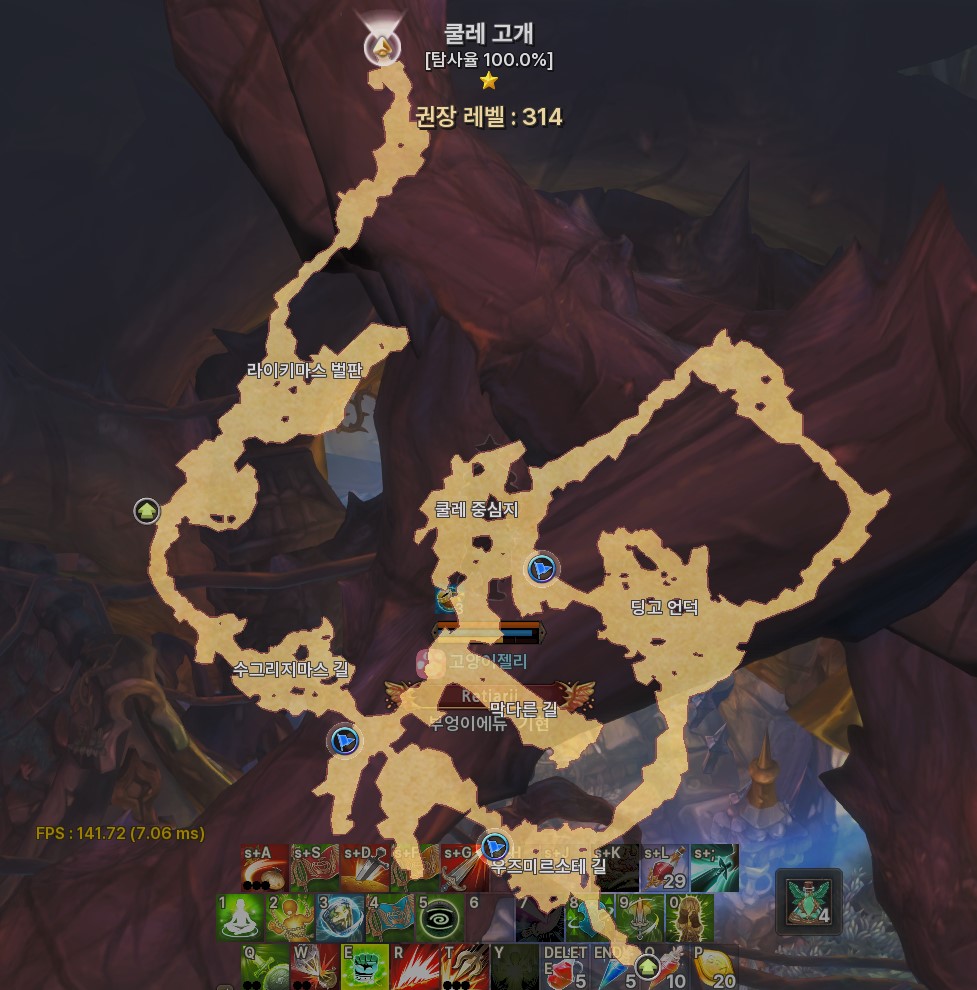 쿨레 고개
[탐사율 100.0%]
권장 레벨 : 314
라이키마스 벌판
쿨레 중심지
딩고 언덕
고양이젤리
수그리지마스 길
Retiarii
막다른 길
부엉이에듀
FPS : 141.72 (7.06 ms)
s+A s+S s+D s+F s+G s+K s+L s+;
29
우즈미르소테 길
1 2 3 4 5 6 7 8 9 0
4
Q W E R T Y DELETE END O P
5 5 10 20